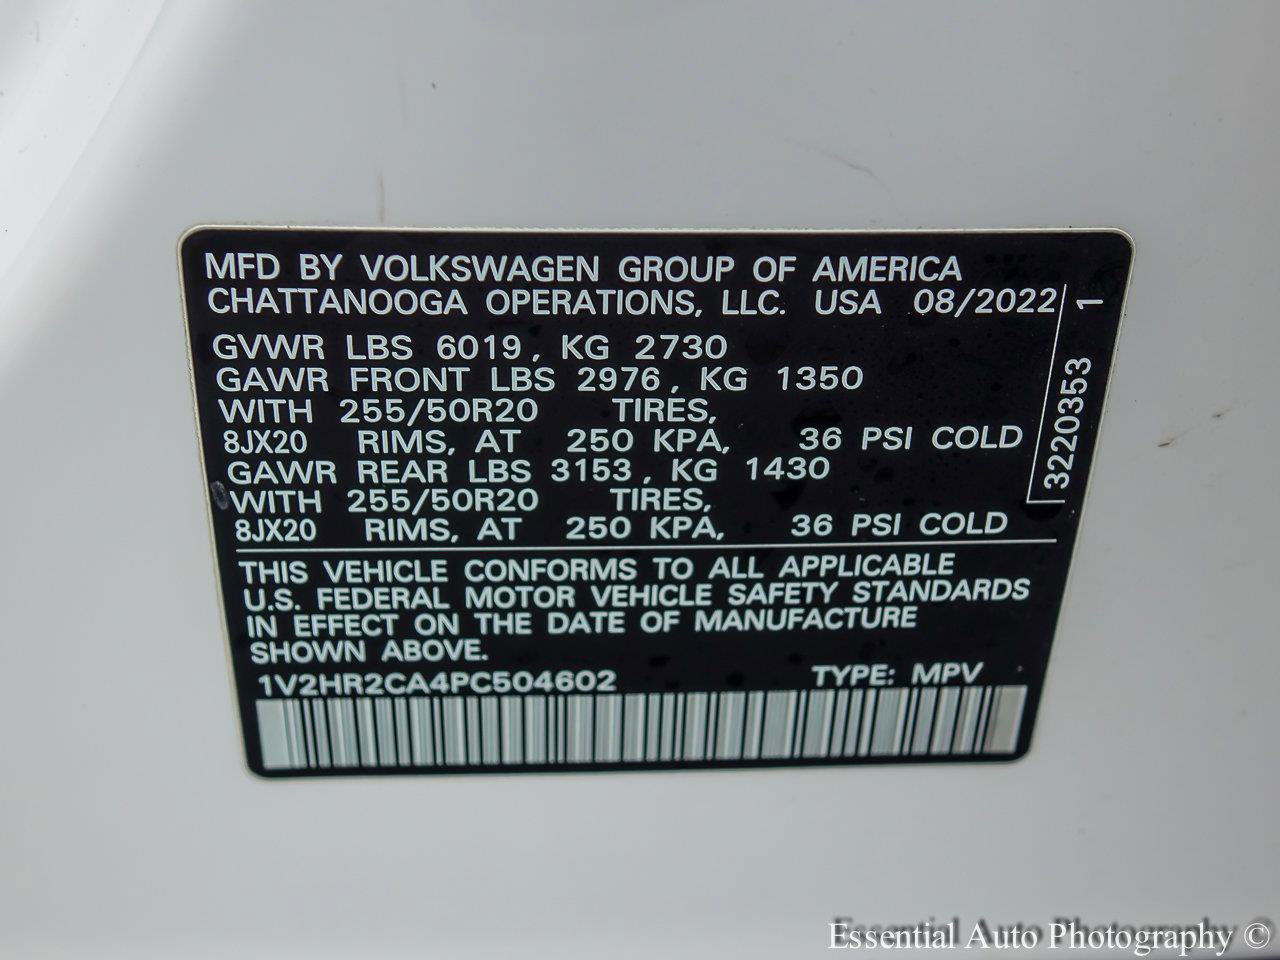 MFD BY VOLKSWAGEN GROUP OF AMERICA
CHATTANOOGA OPERATIONS, LLC. USA 08/2022
GVWR LBS 6019, KG 2730
GAWR FRONT LBS 2976, KG 1350
WITH 255/50R20 TIRES,
8JX20 RIMS, AT 250 KPA, 36 PSI COLD
GAWR REAR LBS 3153, KG 1430
WITH 255/50R20 TIRES,
8JX20 RIMS, AT 250 KPA, 36 PSI COLD
3220353 1
THIS VEHICLE CONFORMS TO ALL APPLICABLE
U.S. FEDERAL MOTOR VEHICLE SAFETY STANDARDS
IN EFFECT ON THE DATE OF MANUFACTURE
SHOWN ABOVE.
1V2HR2CA4PC504602 TYPE: MPV
Essential Auto Photography ©